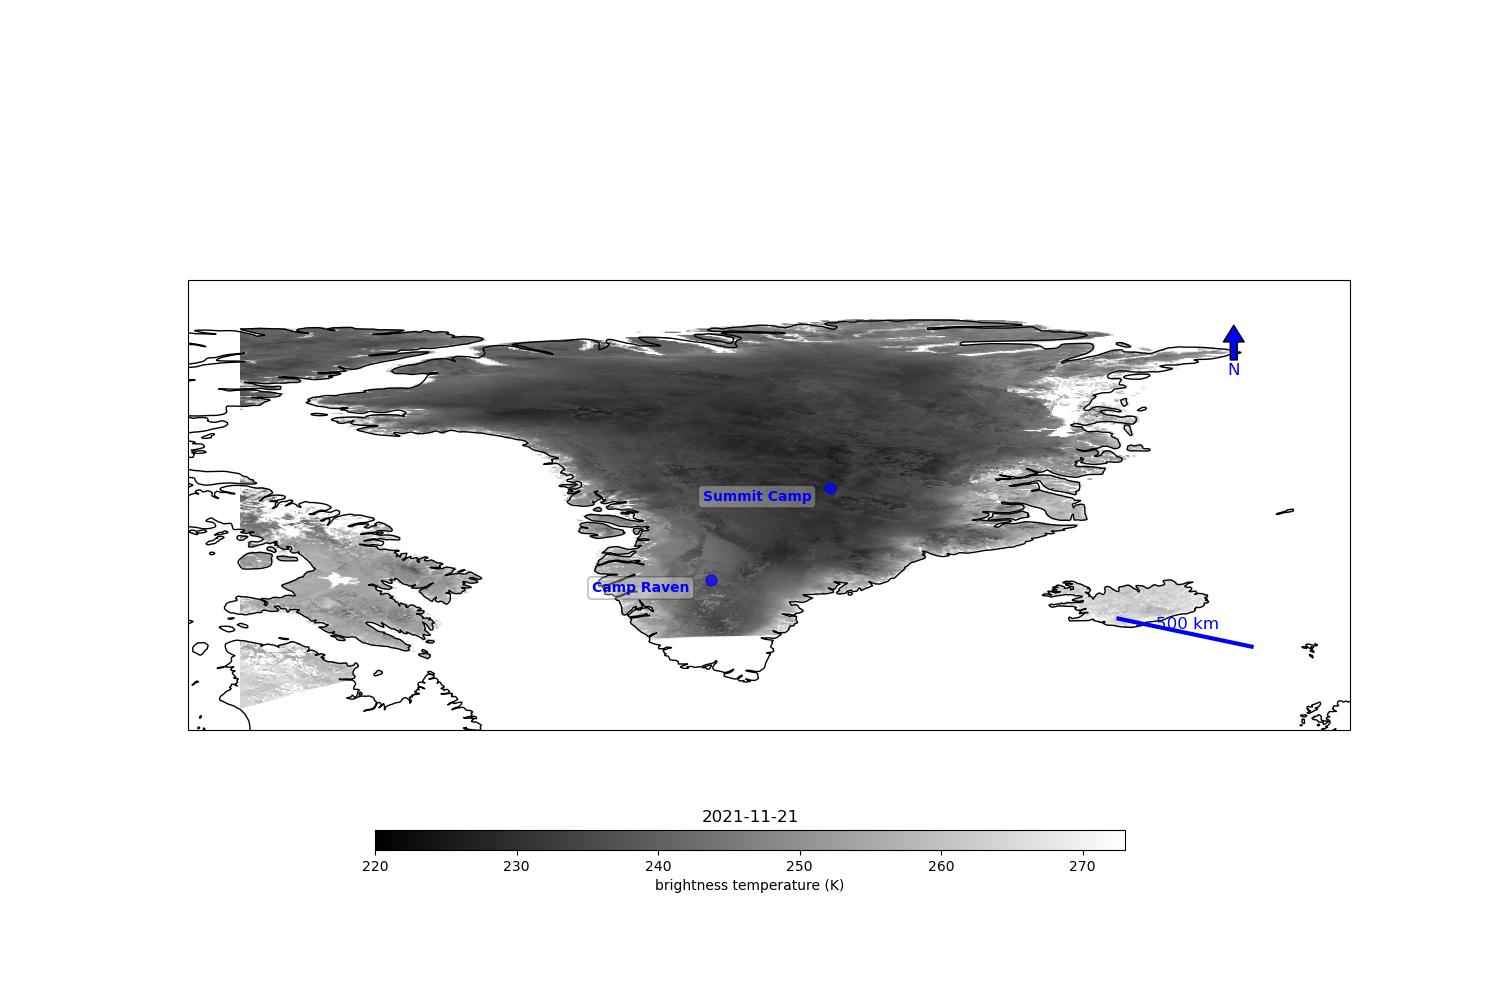 N
Summit Camp
Camp Raven
500 km
2021-11-21
220 230 240 250 260 270
brightness temperature (K)